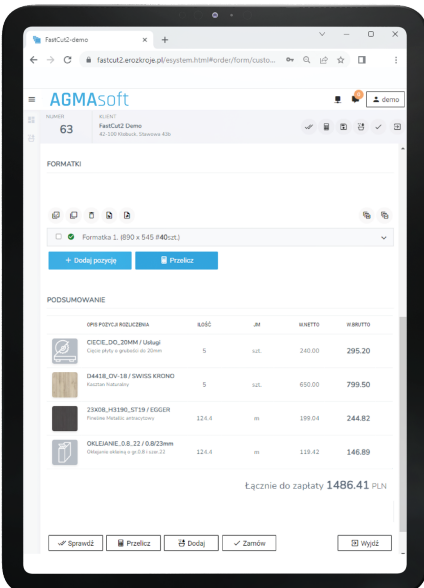 FastCut2-demo
fastcut2.erozkroje.pl/esystem.html#order/form/custo...
AGMAsoft
demo
NUMER
63
KLIENT
FastCut2 Demo
42-100 Kłobuck, Stawowa 43b
FORMATKI
Formatka 1. (890 x 545 #40szt.)
+ Dodaj pozycję
Przelicz
PODSUMOWANIE
OPIS POZYCJI ROZLICZENIA ILOŚĆ JM W.NETTO W.BRUTTO
CIECIE_DO_20MM / Usługi
Cięcie płyty o grubości do 20mm 5 szt. 240.00 295.20
D4418_OV-18 / SWISS KRONO
Kasztan Naturalny 5 szt. 650.00 799.50
23X08_H3190_ST19 / EGGER
Fineline Metallic antracytowy 124.4 m 199.04 244.82
OKLEJANIE_0.8_22 / 0.8/23mm
Oklejanie okleiną o gr.0.8 i szer.22 124.4 m 119.42 146.89
Łącznie do zapłaty 1486.41 PLN
Sprawdź
Przelicz
Dodaj
Zamów
Wyjdź